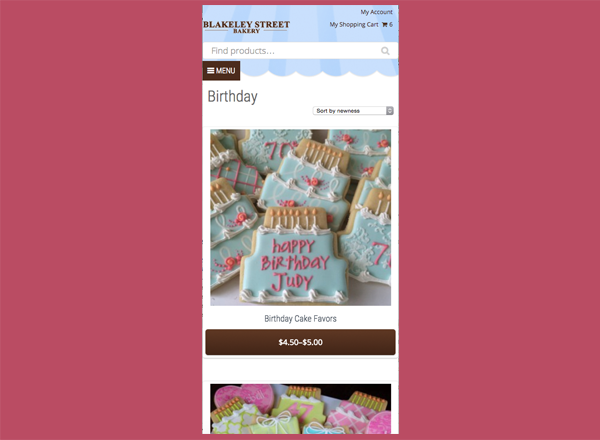 My Account
BLAKELEY STREET
BAKERY
My Shopping Cart 6
Find products...
MENU
Birthday
Sort by newness
happy
BirthDAY
JuDY
Birthday Cake Favors
$4.50–$5.00